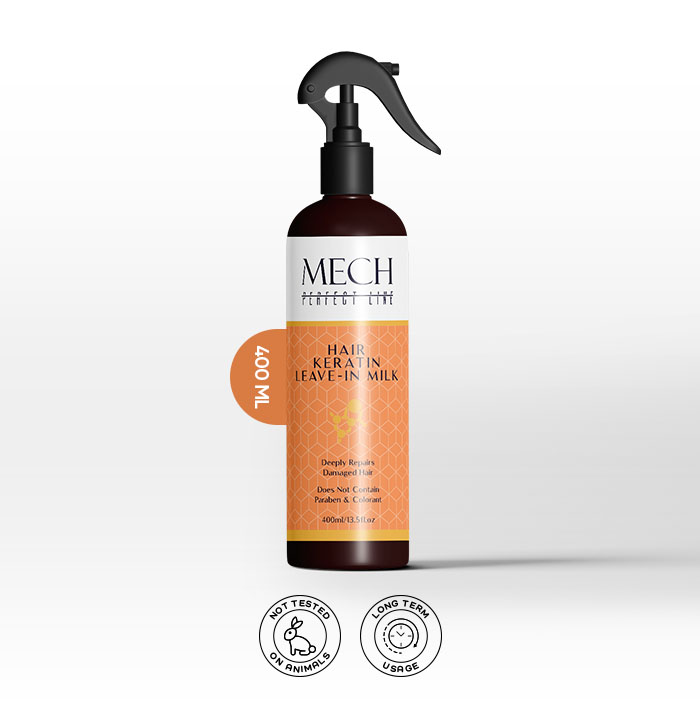 MECH
PERFECT LINE
HAIR
KERATIN
LEAVE-IN MILK
400 ML
Deeply Repairs
Damaged Hair
Does Not Contain
Paraben & Colorant
400ml/13.5fl.oz
NOT TESTED
ON ANIMALS
LONG TERM
USAGE